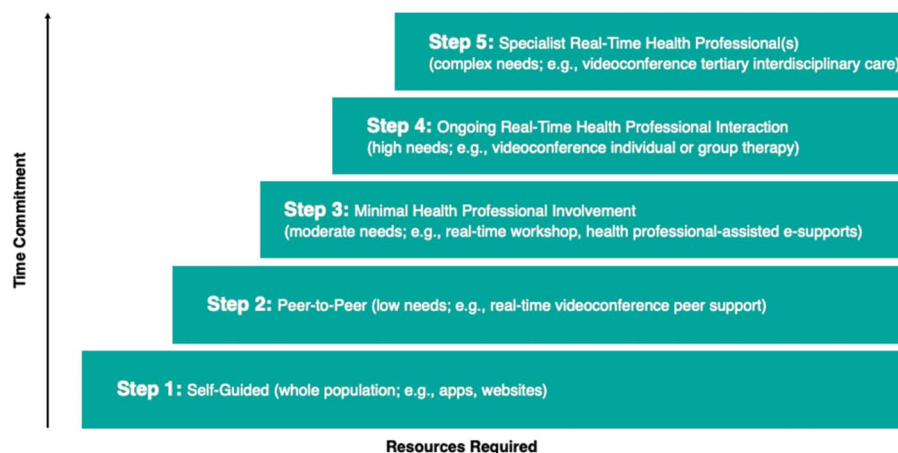 Step 5: Specialist Real-Time Health Professional(s)
(complex needs; e.g., videoconference tertiary interdisciplinary care)
Step 4: Ongoing Real-Time Health Professional Interaction
(high needs; e.g., videoconference individual or group therapy)
Step 3: Minimal Health Professional Involvement
(moderate needs; e.g., real-time workshop, health professional-assisted e-supports)
Step 2: Peer-to-Peer (low needs; e.g., real-time videoconference peer support)
Step 1: Self-Guided (whole population; e.g., apps, websites)
Time Commitment
Resources Required